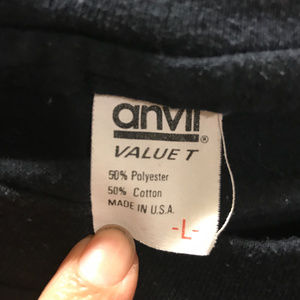 anvil®
VALUE T
50% Polyester
50% Cotton
MADE IN U.S.A.
-L-